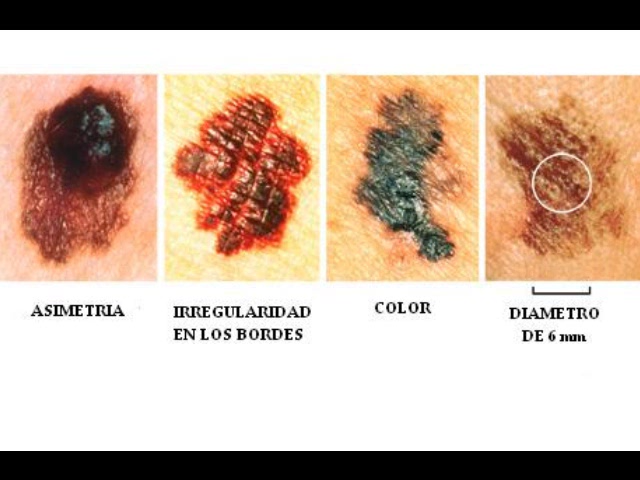 ASIMETRIA
IRREGULARIDAD
EN LOS BORDES
COLOR
DIAMETRO
DE 6 mm